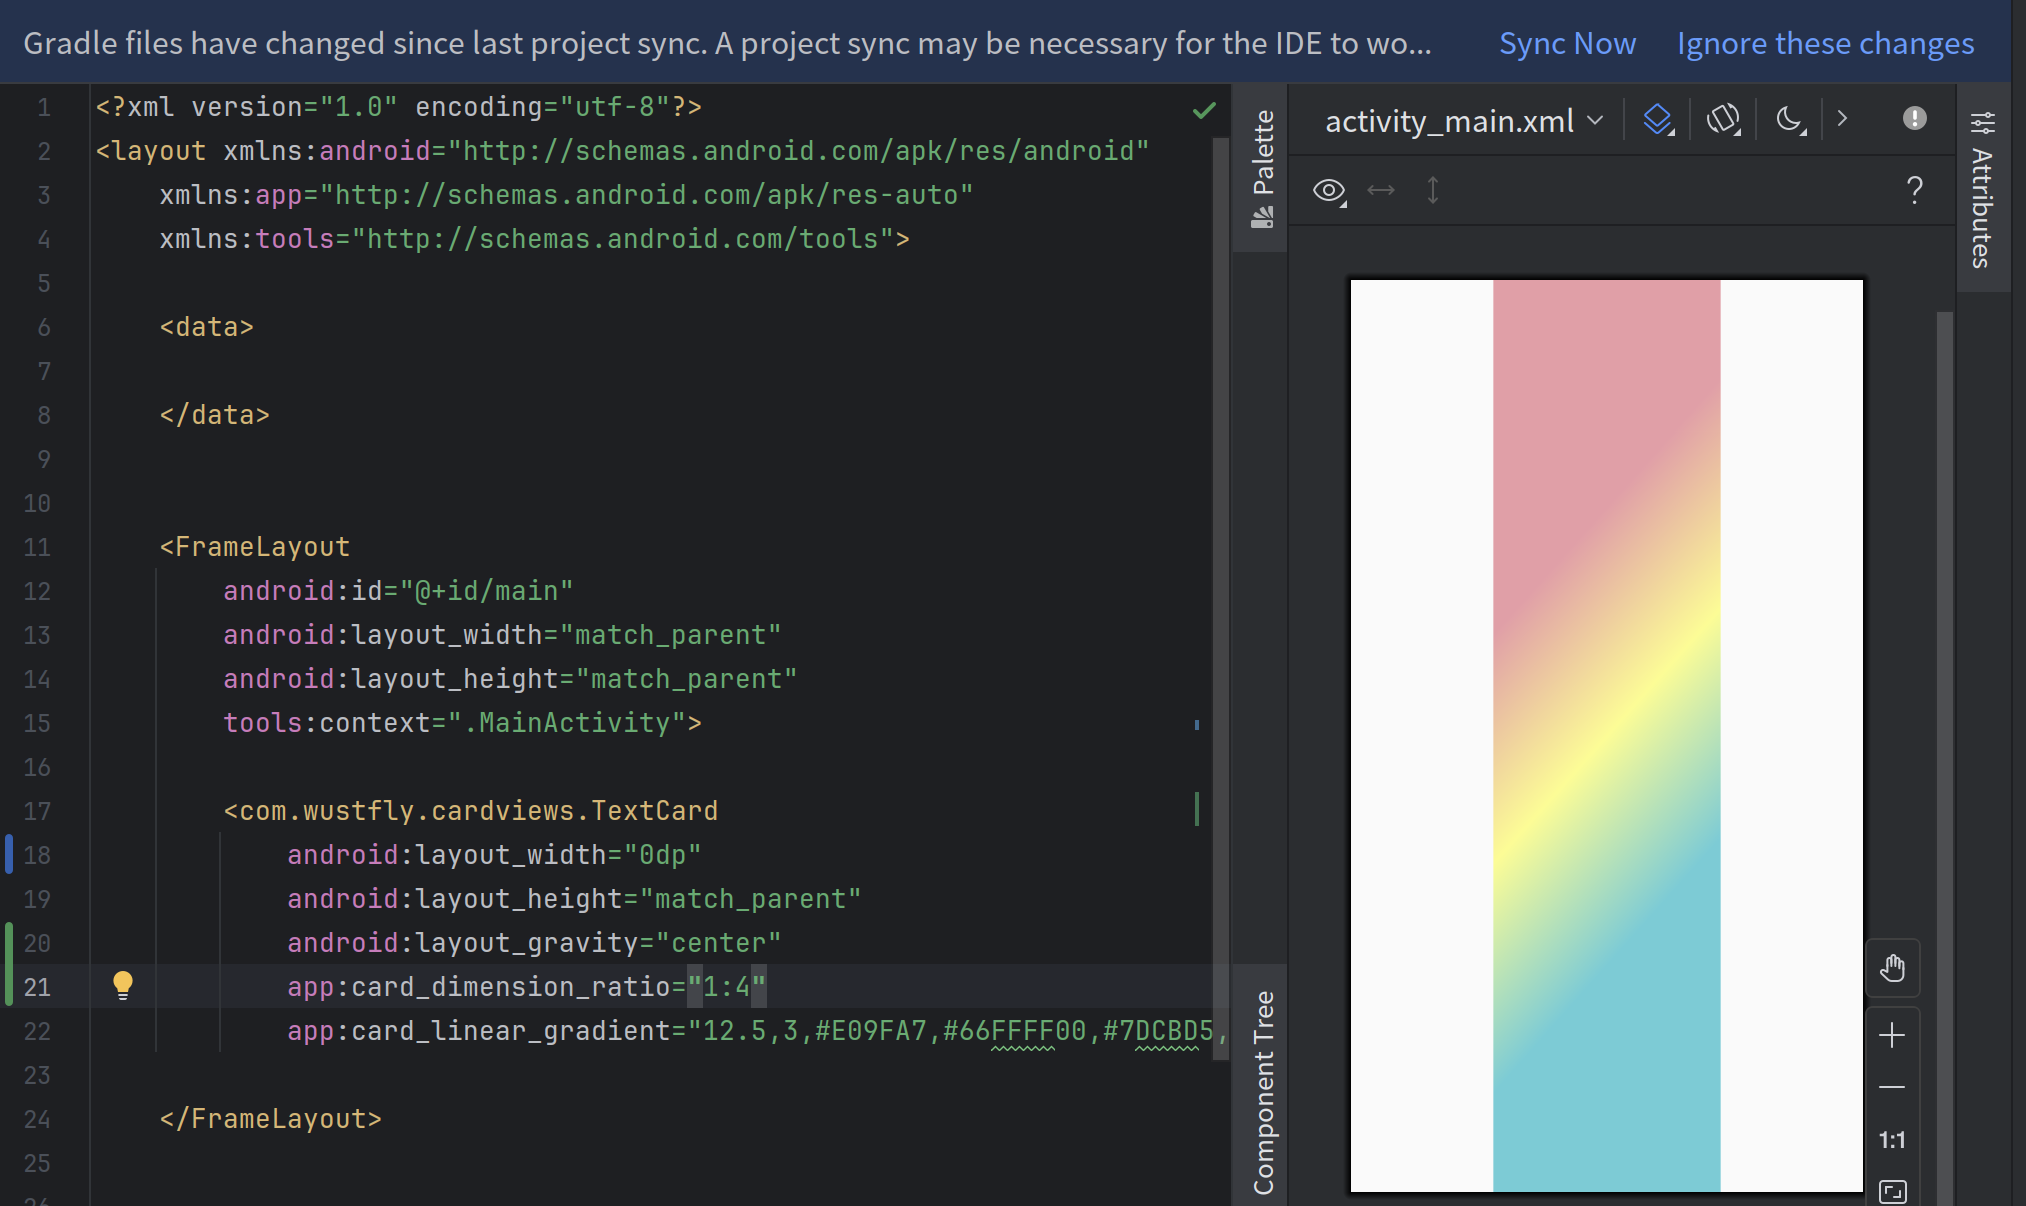 Gradle files have changed since last project sync. A project sync may be necessary for the IDE to wo... Sync Now Ignore these changes
1 <?xml version="1.0" encoding="utf-8"?>
2 <layout xmlns:android="http://schemas.android.com/apk/res/android"
3 xmlns:app="http://schemas.android.com/apk/res-auto"
4 xmlns:tools="http://schemas.android.com/tools">
5
6 <data>
7
8 </data>
9
10
11 <FrameLayout
12 android:id="@+id/main"
13 android:layout_width="match_parent"
14 android:layout_height="match_parent"
15 tools:context=".MainActivity">
16
17 <com.wustfly.cardviews.TextCard
18 android:layout_width="0dp"
19 android:layout_height="match_parent"
20 android:layout_gravity="center"
21 app:card_dimension_ratio="1:4"
22 app:card_linear_gradient="12.5,3,#E09FA7,#66FFFF00,#7DCBD5,
23
24 </FrameLayout>
25
Palette
Component Tree
activity_main.xml
?
Attributes
1:1